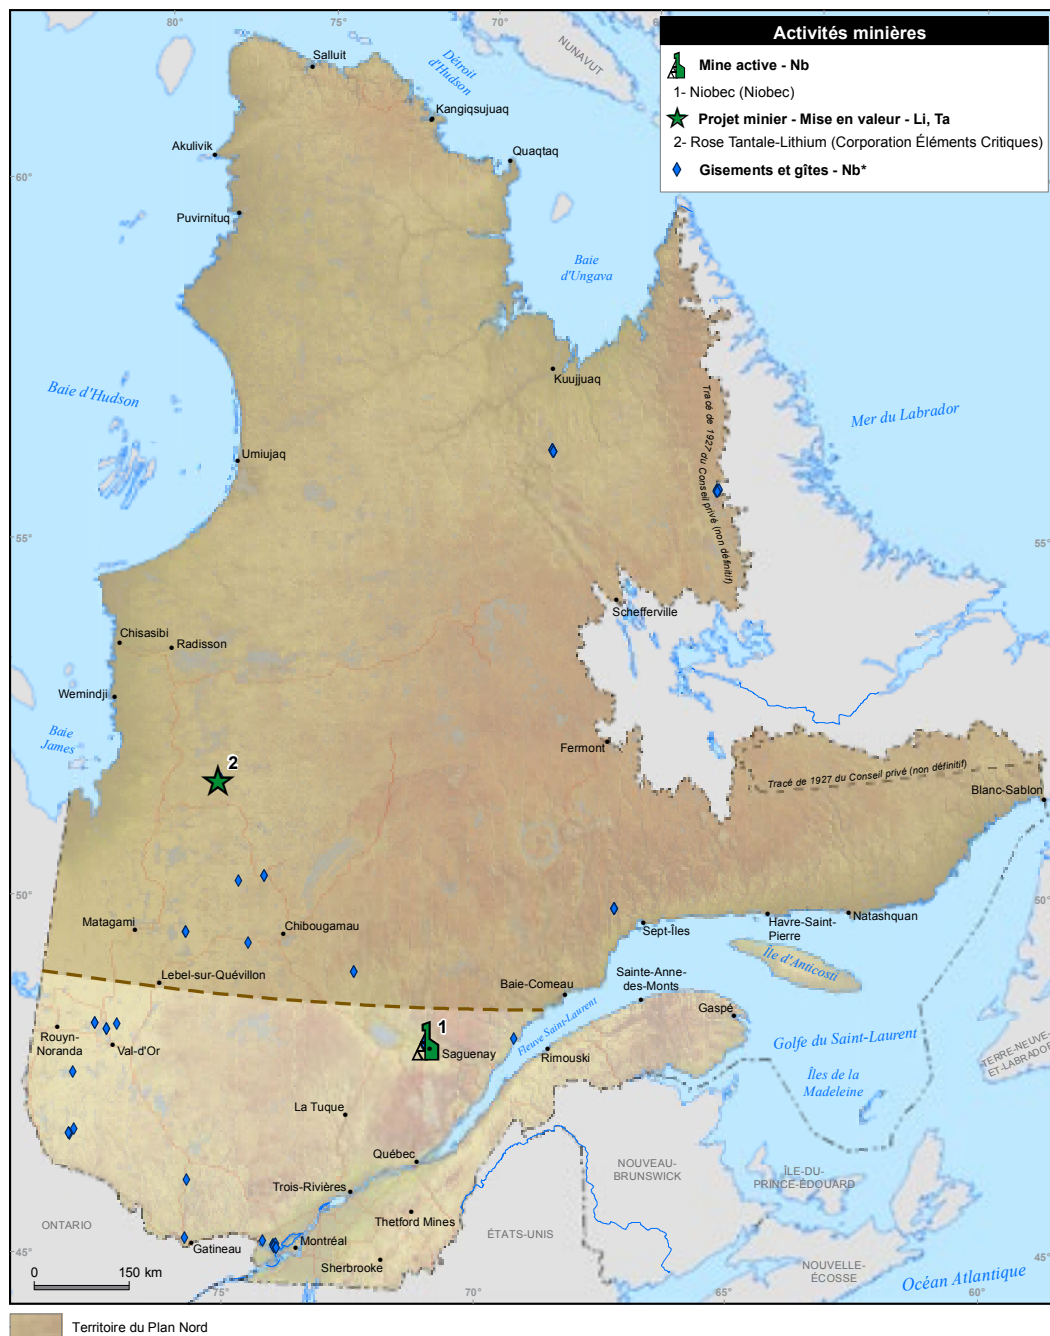 80°
75°
70°
Activités minières
Mine active - Nb
1- Niobec (Niobec)
Projet minier - Mise en valeur - Li, Ta
2- Rose Tantale-Lithium (Corporation Éléments Critiques)
Gisements et gîtes - Nb*
NUNAVUT
Salluit
Détroit
d'Hudson
Kangiqsujuaq
Akulivik
Quaqtaq
60°
Puvirnituq
Baie
d'Ungava
Kuujjuaq
Baie d'Hudson
Mer du Labrador
Tracé de 1927 du Conseil privé (non définitif)
Umiujaq
55°
55°
Schefferville
Chisasibi
Radisson
Wemindji
Baie
James
Fermont
2
Tracé de 1927 du Conseil privé (non définitif)
Blanc-Sablon
50°
50°
Matagami
Chibougamau
Sept-Îles
Havre-Saint-
Pierre
Natashquan
Île d'Anticosti
Lebel-sur-Quévillon
Baie-Comeau
Sainte-Anne-
des-Monts
Gaspé
1
Rouyn-
Noranda
Val-d'Or
Saguenay
Fleuve Saint-Laurent
Rimouski
Golfe du Saint-Laurent
TERRE-NEUVE-
ET-LABRADOR
Îles de la
Madeleine
La Tuque
Québec
NOUVEAU-
BRUNSWICK
ÎLE-DU-
PRINCE-ÉDOUARD
Trois-Rivières
Thetford Mines
ONTARIO
ÉTATS-UNIS
Gatineau
Montréal
45°
45°
Sherbrooke
NOUVELLE-
ÉCOSSE
Océan Atlantique
0 150 km
75°
70°
65°
60°
Territoire du Plan Nord